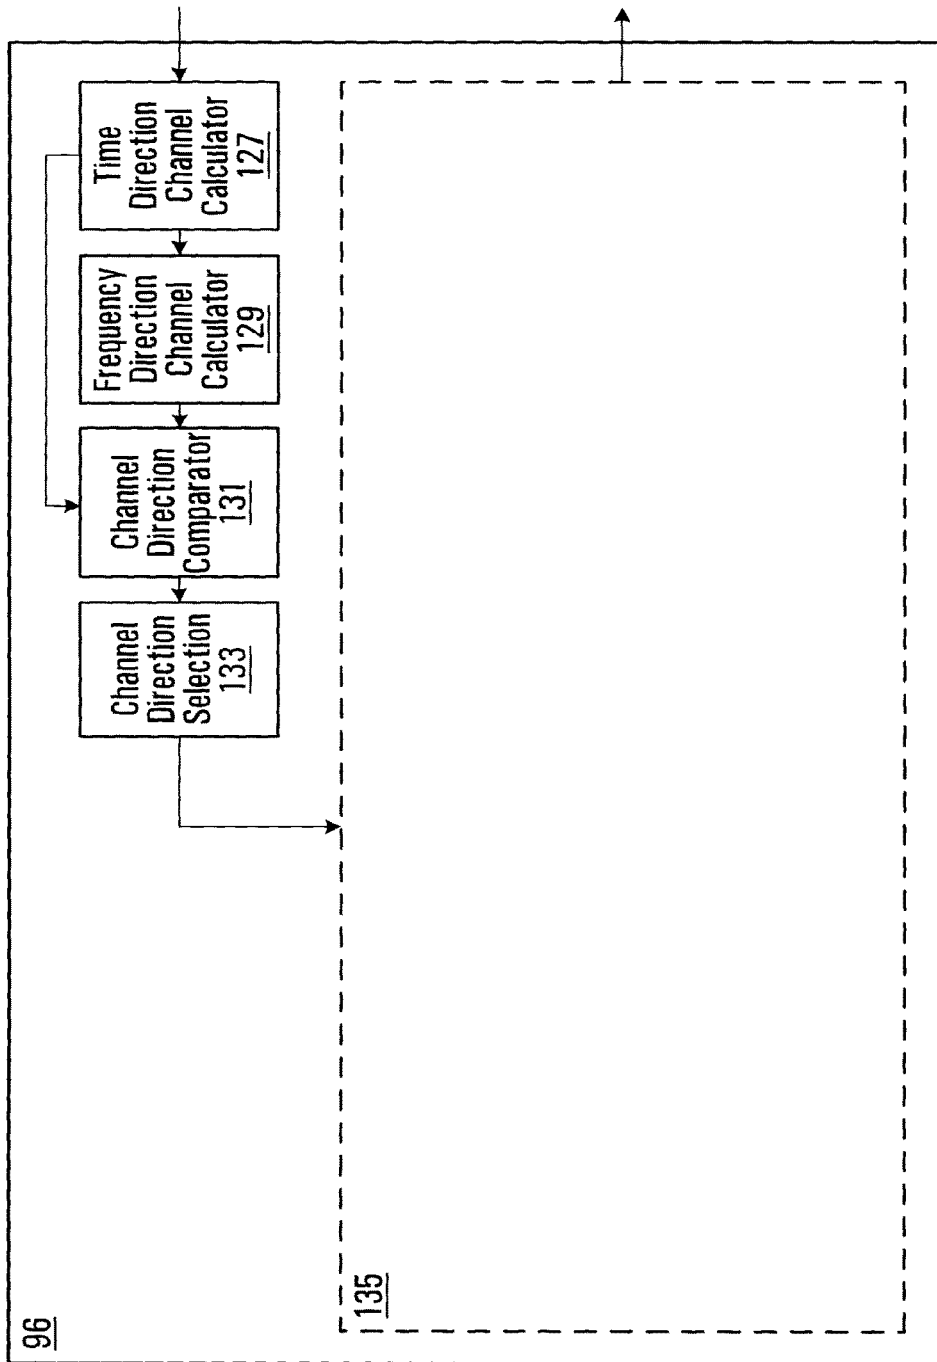 Time
Direction
Channel
Calculator
127
Frequency
Direction
Channel
Calculator
129
Channel
Direction
Comparator
131
Channel
Direction
Selection
133
135
96